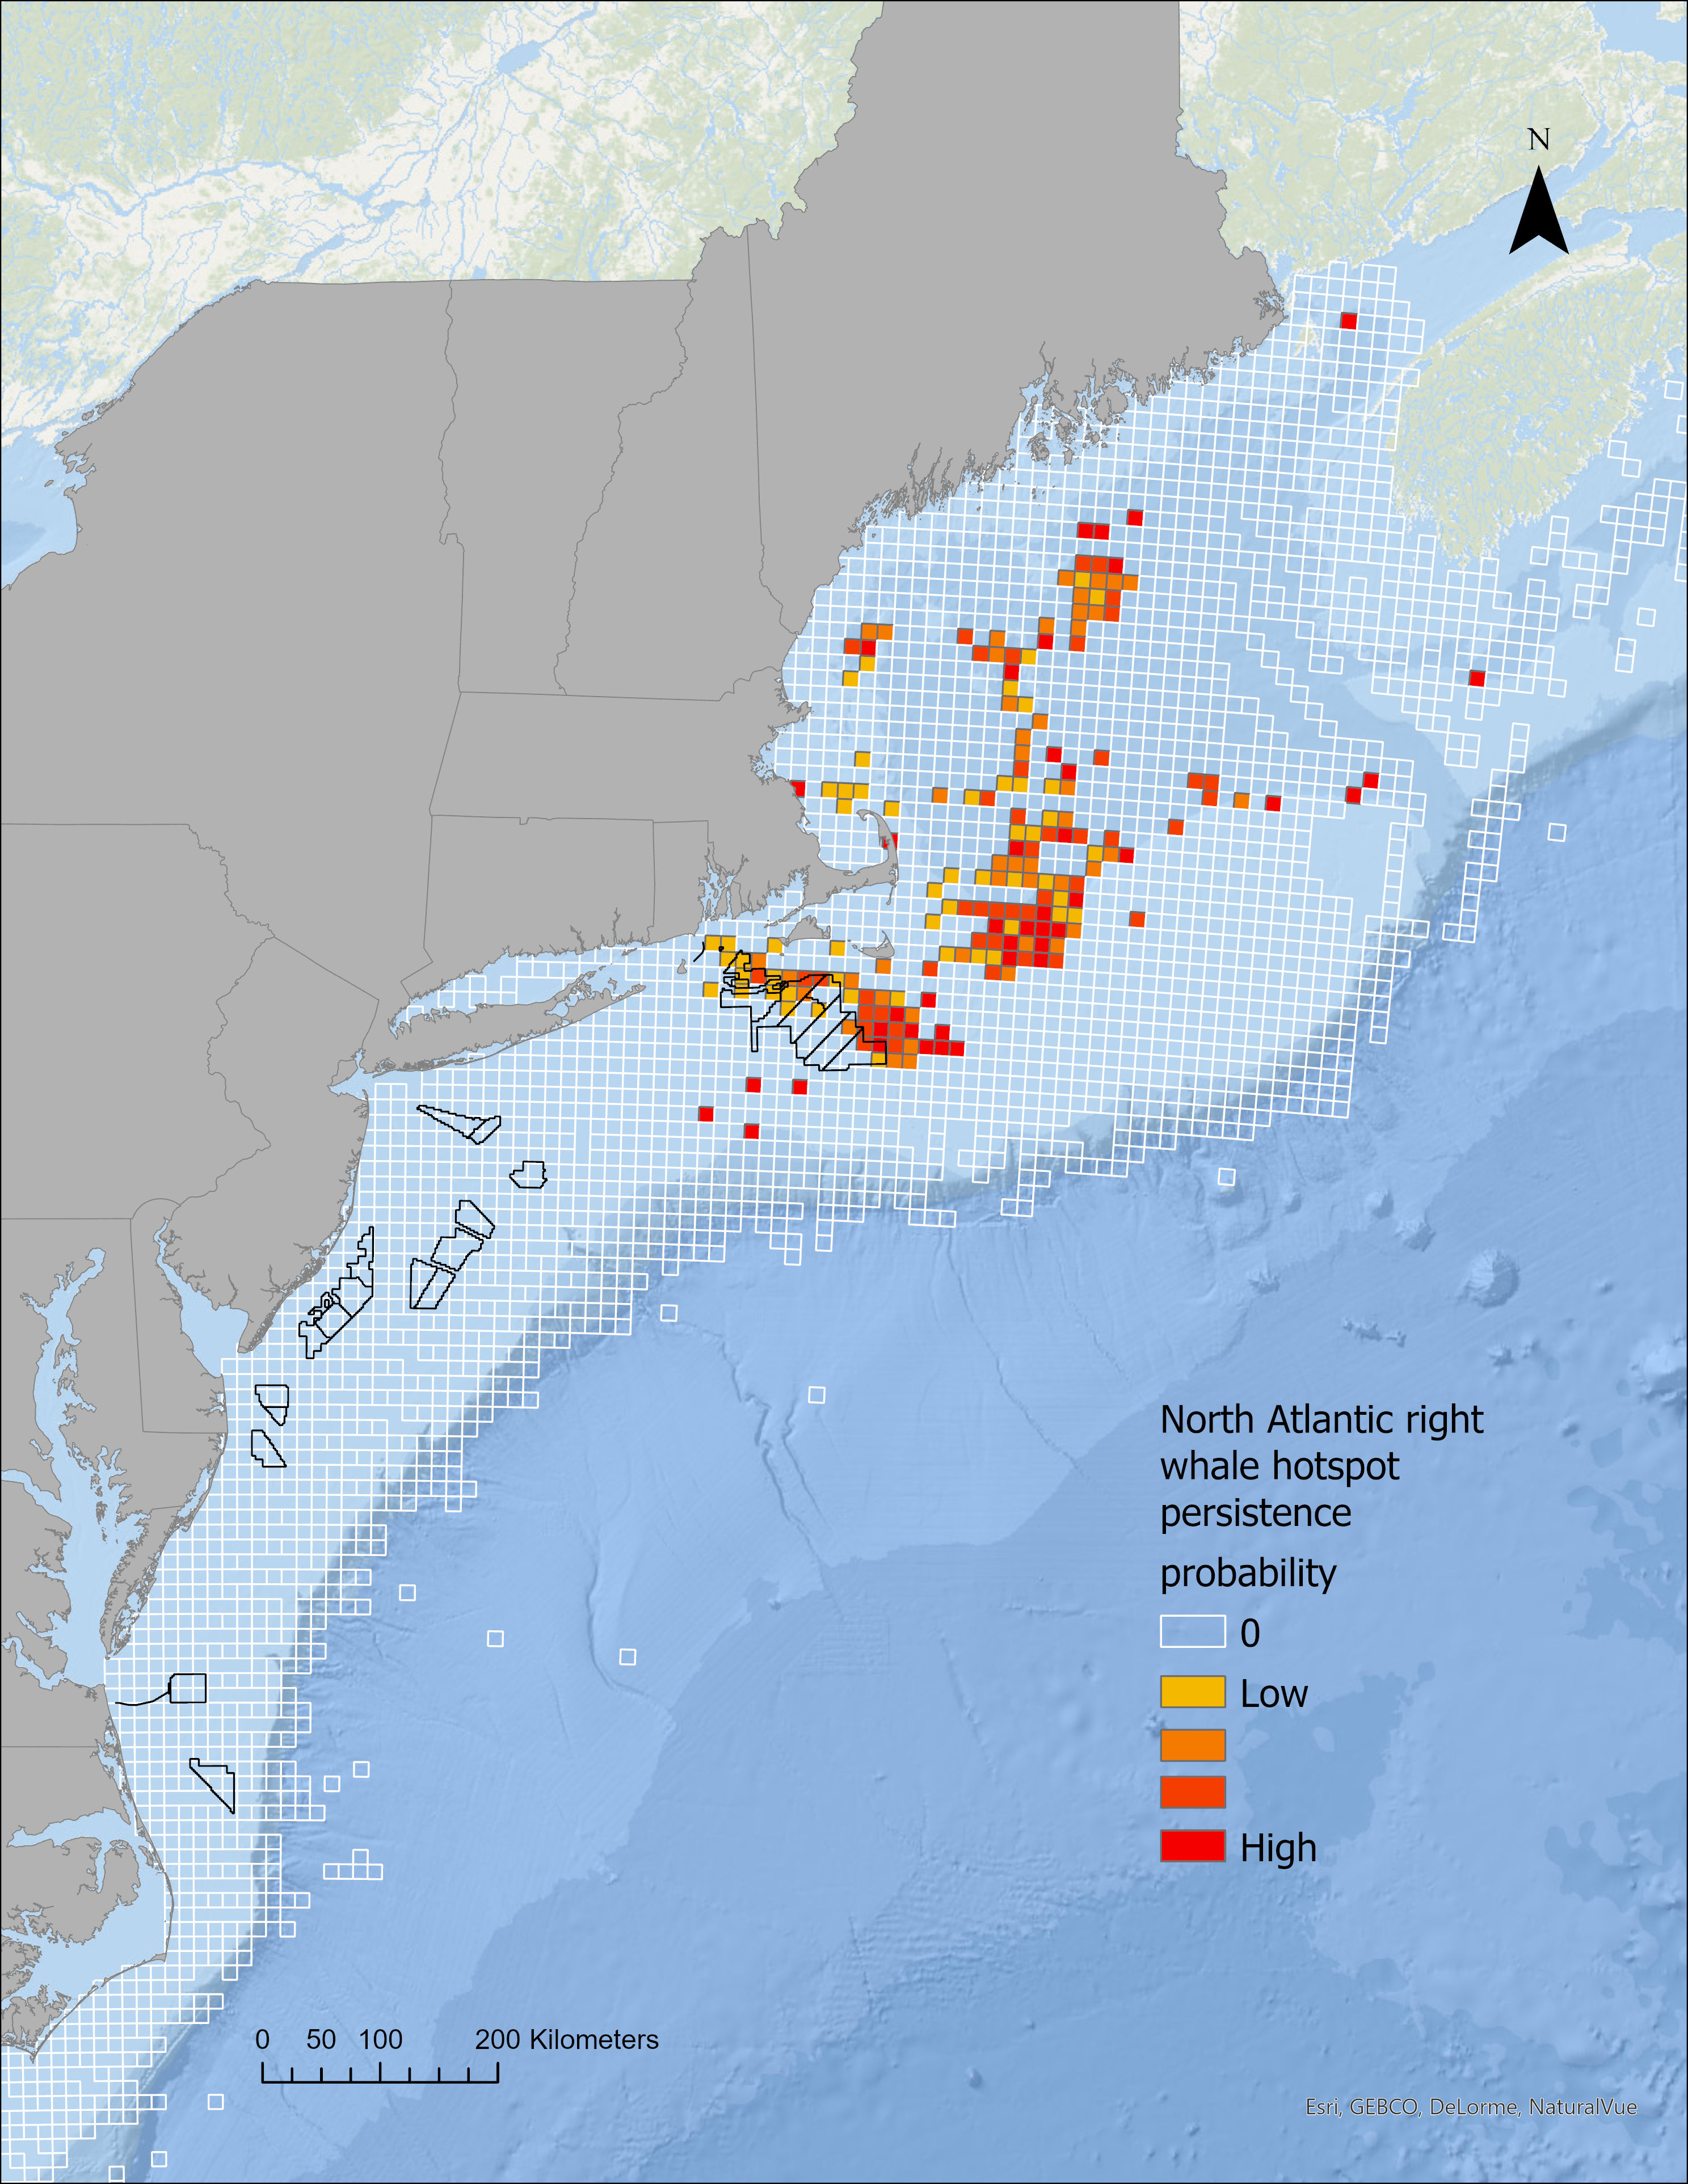 N
North Atlantic right
whale hotspot
persistence
probability
0
Low
High
0 50 100 200 Kilometers
Esri, GEBCO, DeLorme, NaturalVue